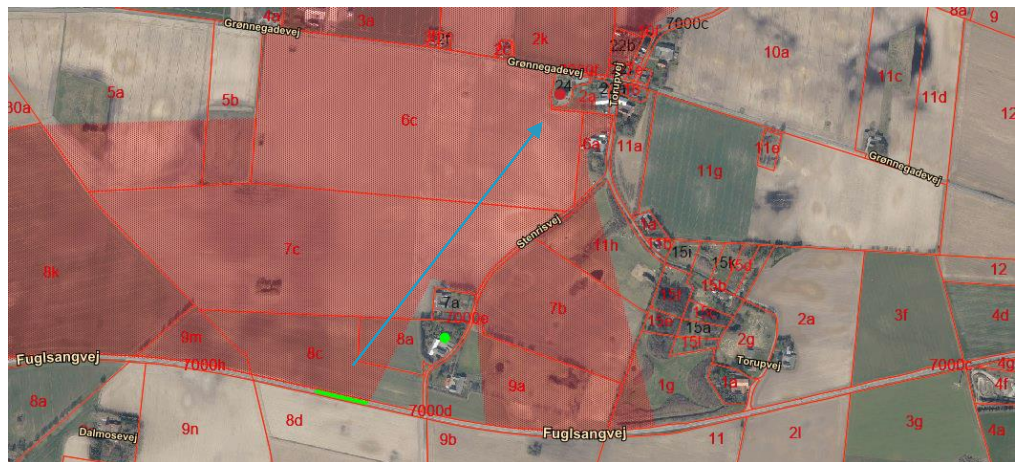 4a
3a
Grønnegadevej
2k
7000c
22b
8a
9
5a
5b
6c
Grønnegadevej
Torupvej
24
10a
11c
11d
12
30a
6a
11a
11e
11g
Grønnegadevej
Stenrisvej
11h
15i
15k
15d
12
8k
7c
7a
7000e
7b
15b
15a
15l
2g
2a
3f
4d
9m
8c
8a
Fuglsangvej
7000h
Torupvej
7000c
4g
4f
8a
9a
1g
1a
Dalmosevej
9n
8d
7000d
9b
Fuglsangvej
11
2l
3g
4a